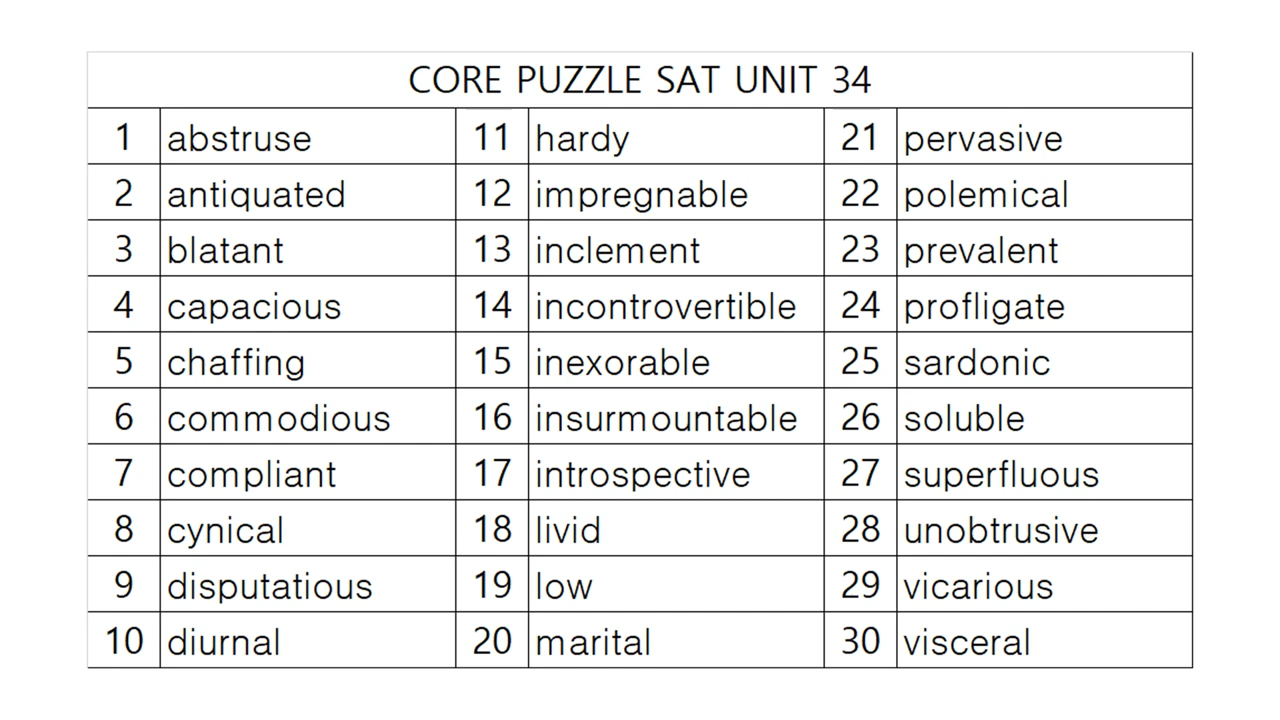 CORE PUZZLE SAT UNIT 34
1 abstruse 11 hardy 21 pervasive
2 antiquated 12 impregnable 22 polemical
3 blatant 13 inclement 23 prevalent
4 capacious 14 incontrovertible 24 profligate
5 chaffing 15 inexorable 25 sardonic
6 commodious 16 insurmountable 26 soluble
7 compliant 17 introspective 27 superfluous
8 cynical 18 livid 28 unobtrusive
9 disputatious 19 low 29 vicarious
10 diurnal 20 marital 30 visceral